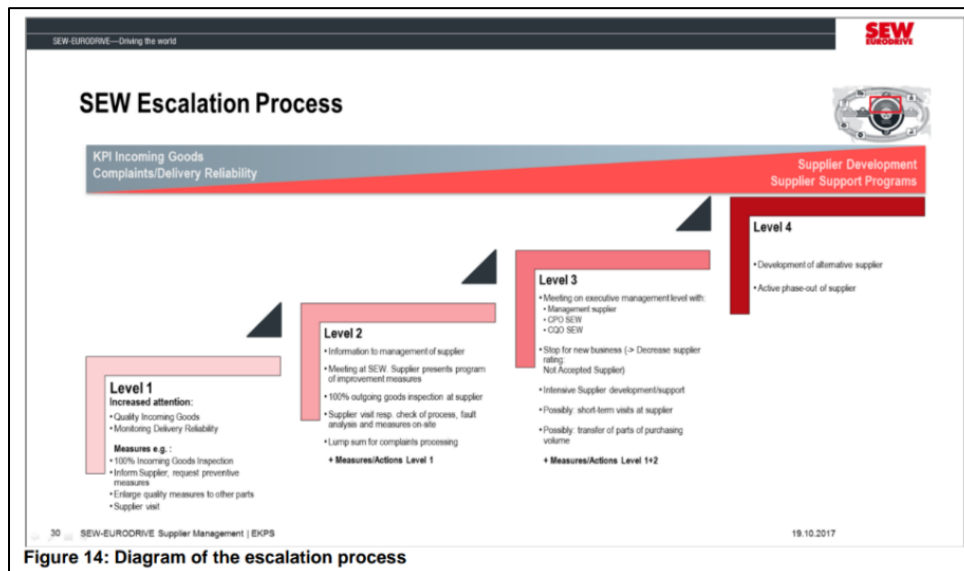 SEW-EURODRIVE—Driving the world
SEW
EURODRIVE
SEW Escalation Process
KPI Incoming Goods
Complaints/Delivery Reliability
Supplier Development
Supplier Support Programs
Level 1
Increased attention:
• Quality Incoming Goods
• Monitoring Delivery Reliability
Measures e.g. :
• 100% Incoming Goods Inspection
• Inform Supplier; request preventive
measures
• Enlarge quality measures to other parts
• Supplier visit
Level 2
• Information to management of supplier
• Meeting at SEW. Supplier presents program
of improvement measures
• 100% outgoing goods inspection at supplier
• Supplier visit resp. check of process, fault
analysis and measures on-site
• Lump sum for complaints processing
+ Measures/Actions Level 1
Level 3
• Meeting on executive management level with:
• Management supplier
• CPO SEW
• CQO SEW
• Stop for new business (-> Decrease supplier
rating:
Not Accepted Supplier)
• Intensive Supplier development/support
• Possibly: short-term visits at supplier
• Possibly: transfer of parts of purchasing
volume
+ Measures/Actions Level 1+2
Level 4
• Development of alternative supplier
• Active phase-out of supplier
30 SEW-EURODRIVE Supplier Management | EKPS
19.10.2017
Figure 14: Diagram of the escalation process